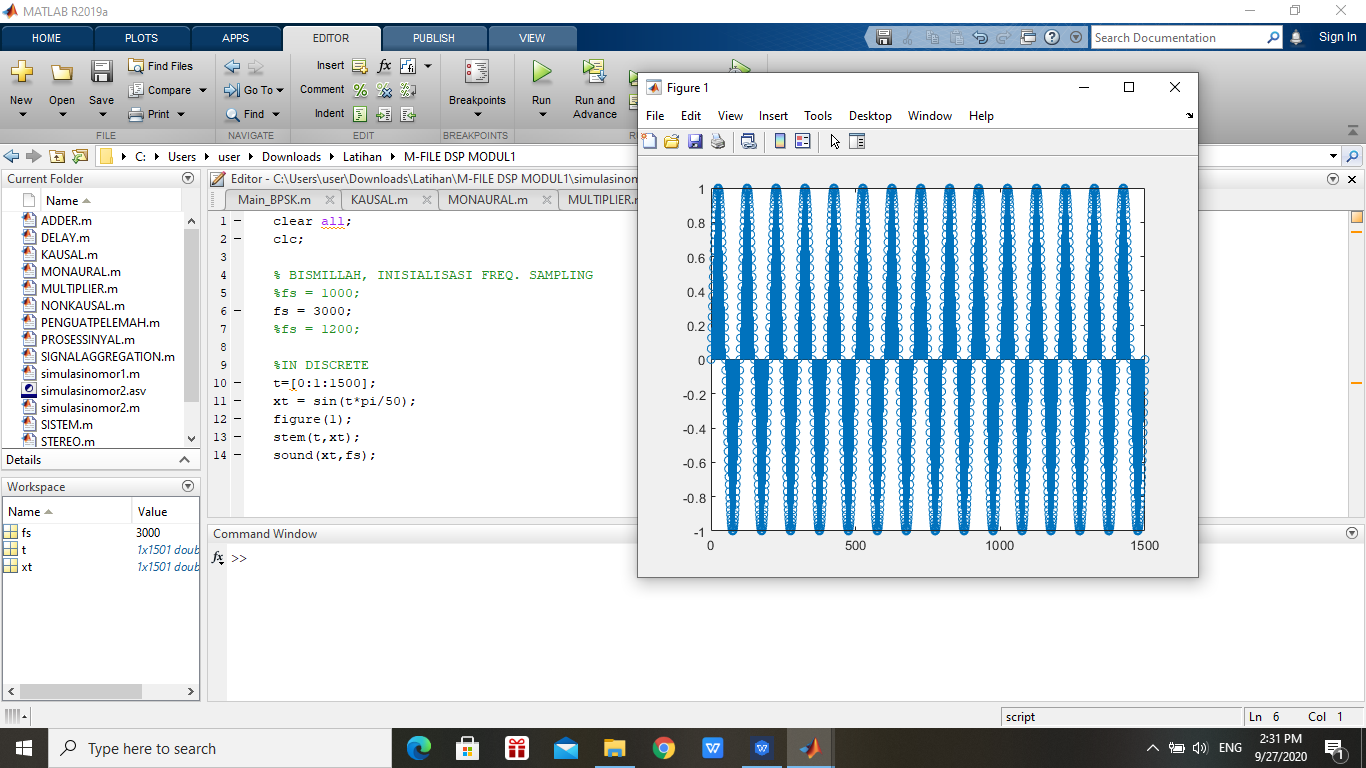 MATLAB R2019a
HOME PLOTS APPS EDITOR PUBLISH VIEW
Search Documentation
Sign In
New
Open
Save
Find Files
Compare
Print
FILE
Go To
Find
NAVIGATE
Insert
fx
Comment
Indent
EDIT
Breakpoints
BREAKPOINTS
Run
Run and Advance
C: Users user Downloads Latihan M-FILE DSP MODUL1
Current Folder
Name
ADDER.m
DELAY.m
KAUSAL.m
MONAURAL.m
MULTIPLIER.m
NONKAUSAL.m
PENGUATPELEMAH.m
PROSESSINYAL.m
SIGNALAGGREGATION.m
simulasinomor1.m
simulasinomor2.asv
simulasinomor2.m
SISTEM.m
STEREO.m
Details
Workspace
Name Value
fs 3000
t 1x1501 doub
xt 1x1501 doub
Editor - C:\Users\user\Downloads\Latihan\M-FILE DSP MODUL1\simulasinom
Main_BPSK.m KAUSAL.m MONAURAL.m MULTIPLIER.
1 clear all;
2 clc;
3
4 % BISMILLAH, INISIALISASI FREQ. SAMPLING
5 %fs = 1000;
6 fs = 3000;
7 %fs = 1200;
8
9 %IN DISCRETE
10 t=[0:1:1500];
11 xt = sin(t*pi/50);
12 figure(1);
13 stem(t,xt);
14 sound(xt,fs);
Command Window
fx >>
Figure 1
File Edit View Insert Tools Desktop Window Help
1
0.8
0.6
0.4
0.2
0
-0.2
-0.4
-0.6
-0.8
-1
0 500 1000 1500
script
Ln 6 Col 1
Type here to search
ENG
2:31 PM
9/27/2020
1